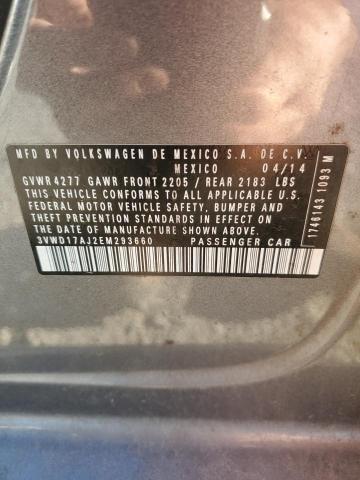 MFD BY VOLKSWAGEN DE MEXICO S.A. DE C.V.
MEXICO 04/14
GVWR 4277 GAWR FRONT 2205 / REAR 2183 LBS
THIS VEHICLE CONFORMS TO ALL APPLICABLE U.S.
FEDERAL MOTOR VEHICLE SAFETY, BUMPER AND
THEFT PREVENTION STANDARDS IN EFFECT ON
THE DATE OF MANUFACTURE SHOWN ABOVE.
3VWD17AJ2EM293660 PASSENGER CAR
1746143 1093 M